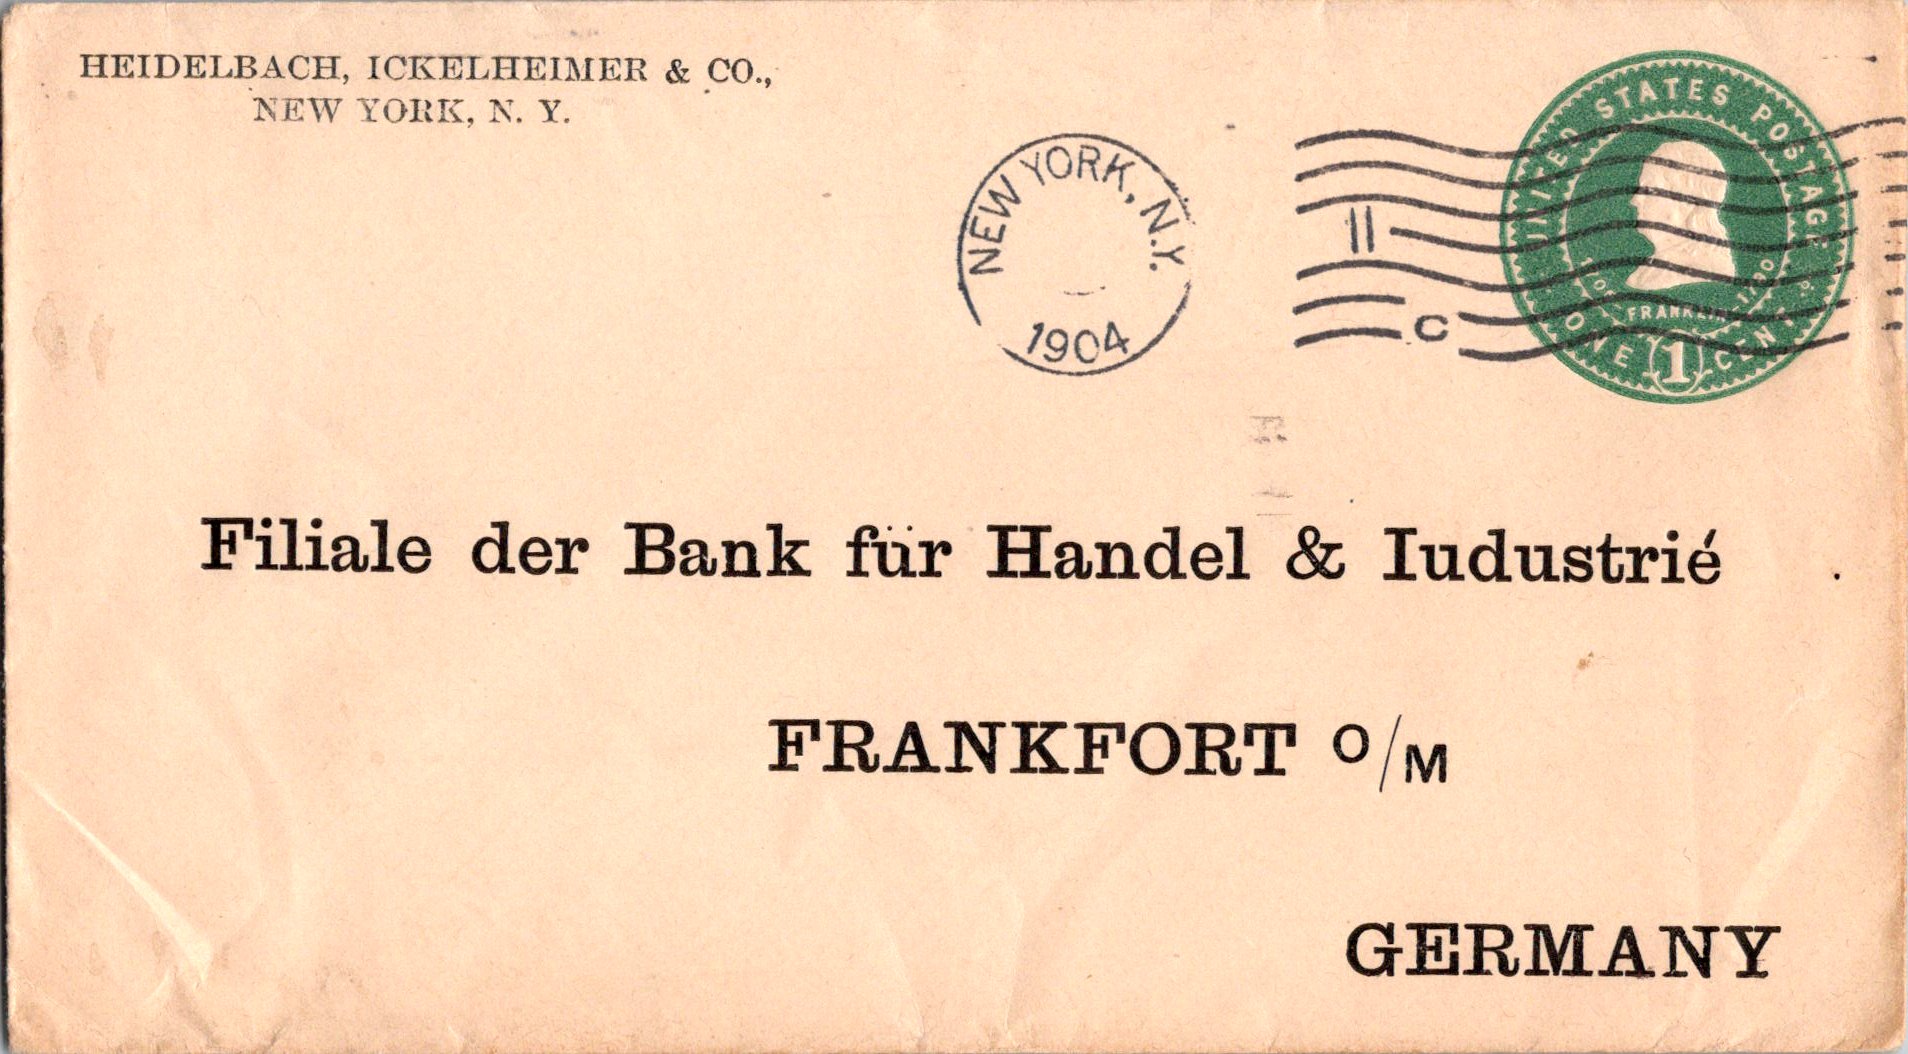 HEIDELBACH, ICKELHEIMER & CO.,
NEW YORK, N. Y.
NEW YORK, N.Y.
1904
11
C
UNITED STATES POSTAGE
FRANKLIN
ONE 1 CENT
Filiale der Bank für Handel & Iudustrié
FRANKFORT O/M
GERMANY